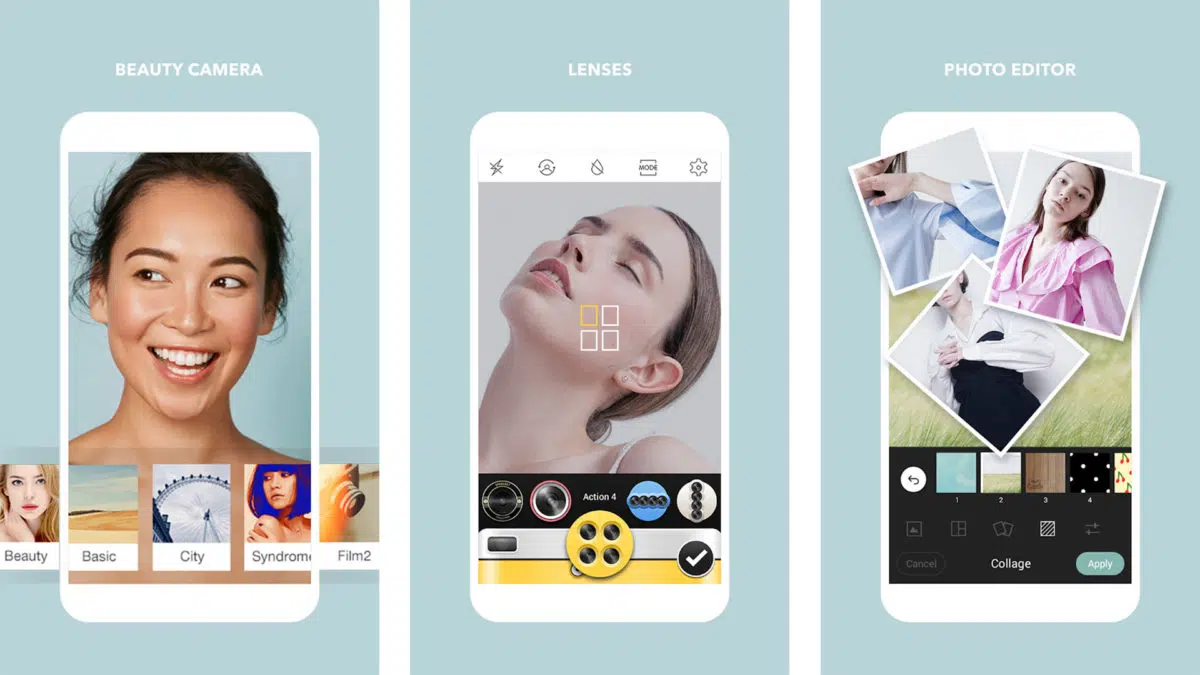 BEAUTY CAMERA
Beauty
Basic
City
Syndrome
Film2
LENSES
MODE
Action 4
PHOTO EDITOR
1
2
3
4
Cancel
Collage
Apply